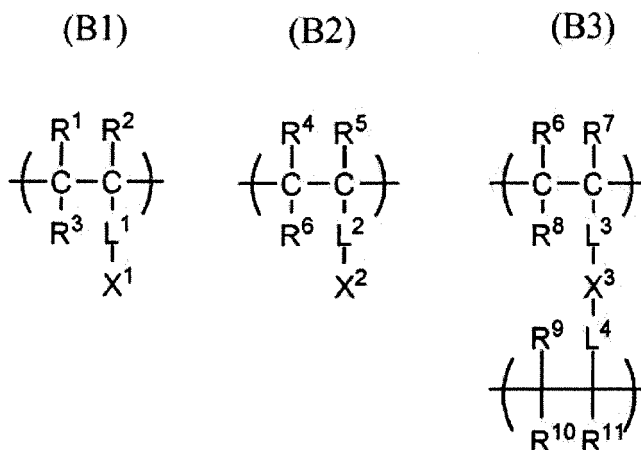 (B1) (B2) (B3)
R¹ R² R⁴ R⁵ R⁶ R⁷
( C C ) ( C C ) ( C C )
R³ L¹ R⁶ L² R⁸ L³
X¹ X² X³
R⁹ L⁴
( )
R¹⁰ R¹¹